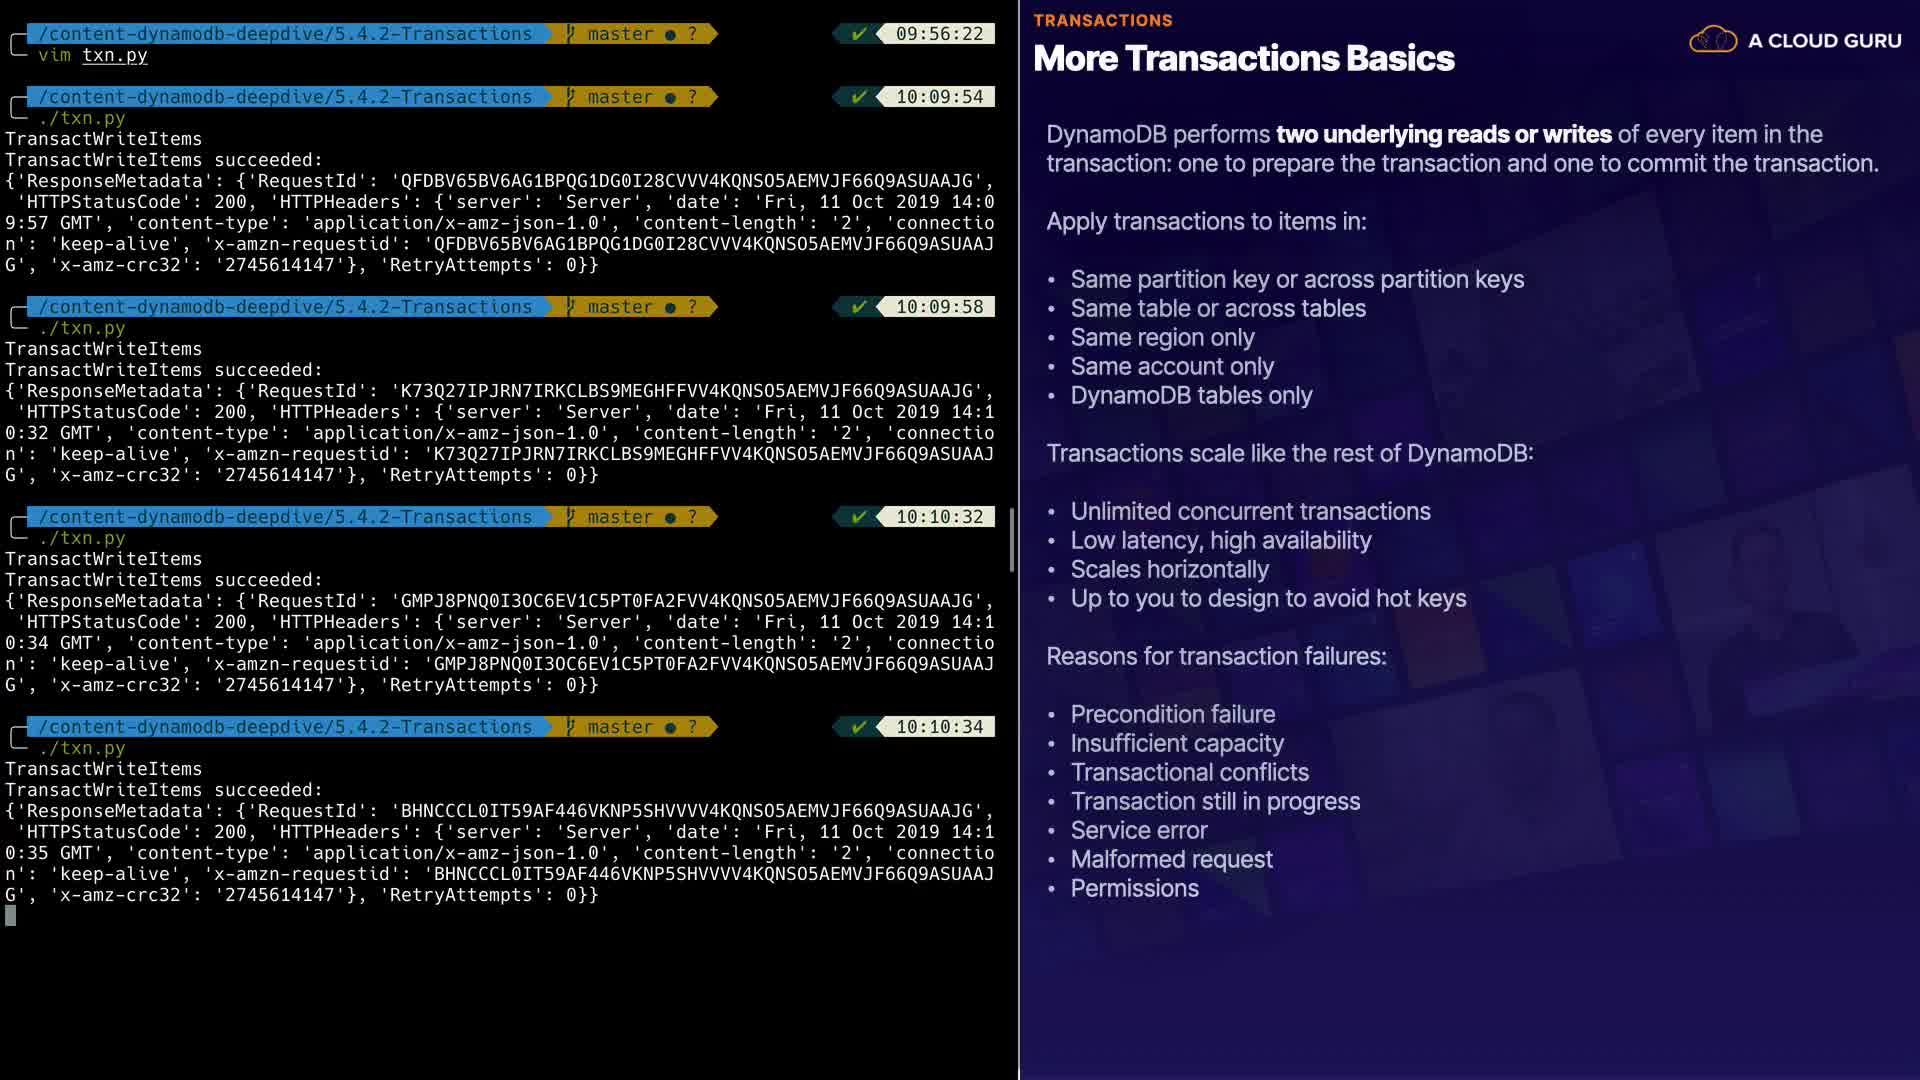 /content-dynamodb-deepdive/5.4.2-Transactions master ● ? ✔ 09:56:22
vim txn.py
/content-dynamodb-deepdive/5.4.2-Transactions master ● ? ✔ 10:09:54
./txn.py
TransactWriteItems
TransactWriteItems succeeded:
{'ResponseMetadata': {'RequestId': 'QFDBV65BV6AG1BPQG1DG0I28CVVV4KQNSO5AEMVJF66Q9ASUAAJG',
'HTTPStatusCode': 200, 'HTTPHeaders': {'server': 'Server', 'date': 'Fri, 11 Oct 2019 14:0
9:57 GMT', 'content-type': 'application/x-amz-json-1.0', 'content-length': '2', 'connectio
n': 'keep-alive', 'x-amzn-requestid': 'QFDBV65BV6AG1BPQG1DG0I28CVVV4KQNSO5AEMVJF66Q9ASUAAJ
G', 'x-amz-crc32': '2745614147'}, 'RetryAttempts': 0}}
/content-dynamodb-deepdive/5.4.2-Transactions master ● ? ✔ 10:09:58
./txn.py
TransactWriteItems
TransactWriteItems succeeded:
{'ResponseMetadata': {'RequestId': 'K73Q27IPJRN7IRKCLBS9MEGHFFVV4KQNSO5AEMVJF66Q9ASUAAJG',
'HTTPStatusCode': 200, 'HTTPHeaders': {'server': 'Server', 'date': 'Fri, 11 Oct 2019 14:1
0:32 GMT', 'content-type': 'application/x-amz-json-1.0', 'content-length': '2', 'connectio
n': 'keep-alive', 'x-amzn-requestid': 'K73Q27IPJRN7IRKCLBS9MEGHFFVV4KQNSO5AEMVJF66Q9ASUAAJ
G', 'x-amz-crc32': '2745614147'}, 'RetryAttempts': 0}}
/content-dynamodb-deepdive/5.4.2-Transactions master ● ? ✔ 10:10:32
./txn.py
TransactWriteItems
TransactWriteItems succeeded:
{'ResponseMetadata': {'RequestId': 'GMPJ8PNQ0I3OC6EV1C5PT0FA2FVV4KQNSO5AEMVJF66Q9ASUAAJG',
'HTTPStatusCode': 200, 'HTTPHeaders': {'server': 'Server', 'date': 'Fri, 11 Oct 2019 14:1
0:34 GMT', 'content-type': 'application/x-amz-json-1.0', 'content-length': '2', 'connectio
n': 'keep-alive', 'x-amzn-requestid': 'GMPJ8PNQ0I3OC6EV1C5PT0FA2FVV4KQNSO5AEMVJF66Q9ASUAAJ
G', 'x-amz-crc32': '2745614147'}, 'RetryAttempts': 0}}
/content-dynamodb-deepdive/5.4.2-Transactions master ● ? ✔ 10:10:34
./txn.py
TransactWriteItems
TransactWriteItems succeeded:
{'ResponseMetadata': {'RequestId': 'BHNCCCL0IT59AF446VKNP5SHVVVV4KQNSO5AEMVJF66Q9ASUAAJG',
'HTTPStatusCode': 200, 'HTTPHeaders': {'server': 'Server', 'date': 'Fri, 11 Oct 2019 14:1
0:35 GMT', 'content-type': 'application/x-amz-json-1.0', 'content-length': '2', 'connectio
n': 'keep-alive', 'x-amzn-requestid': 'BHNCCCL0IT59AF446VKNP5SHVVVV4KQNSO5AEMVJF66Q9ASUAAJ
G', 'x-amz-crc32': '2745614147'}, 'RetryAttempts': 0}}
TRANSACTIONS
More Transactions Basics
A CLOUD GURU
DynamoDB performs two underlying reads or writes of every item in the
transaction: one to prepare the transaction and one to commit the transaction.
Apply transactions to items in:
• Same partition key or across partition keys
• Same table or across tables
• Same region only
• Same account only
• DynamoDB tables only
Transactions scale like the rest of DynamoDB:
• Unlimited concurrent transactions
• Low latency, high availability
• Scales horizontally
• Up to you to design to avoid hot keys
Reasons for transaction failures:
• Precondition failure
• Insufficient capacity
• Transactional conflicts
• Transaction still in progress
• Service error
• Malformed request
• Permissions